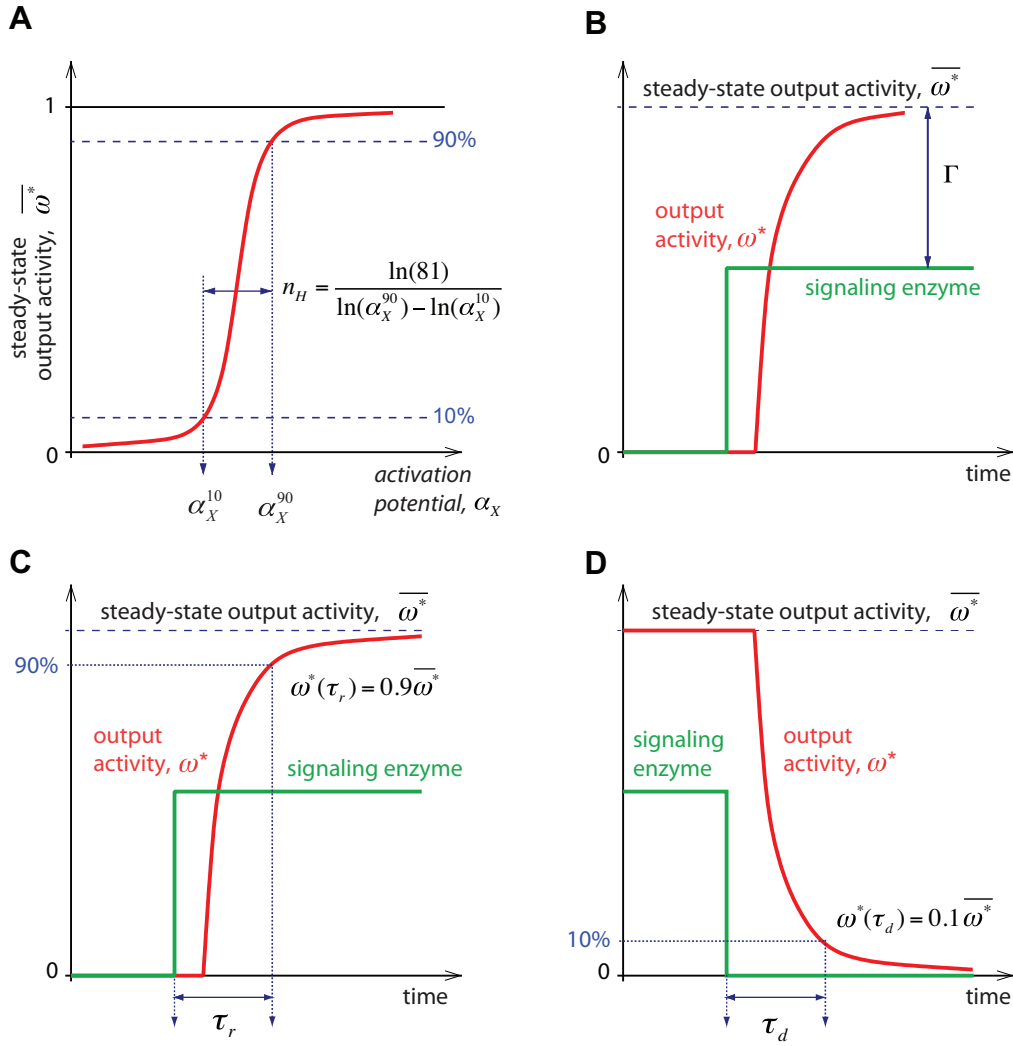 A
1
90%
steady-state
output activity, ω*
n_H = ln(81) / ln(α_X^90) − ln(α_X^10)
10%
0
α_X^10
α_X^90
activation
potential, α_X
B
steady-state output activity, ω*
Γ
output
activity, ω*
signaling enzyme
0
time
C
steady-state output activity, ω*
90%
ω*(τ_r) = 0.9ω*
output
activity, ω*
signaling enzyme
0
time
τ_r
D
steady-state output activity, ω*
signaling
enzyme
output
activity, ω*
ω*(τ_d) = 0.1ω*
10%
0
time
τ_d